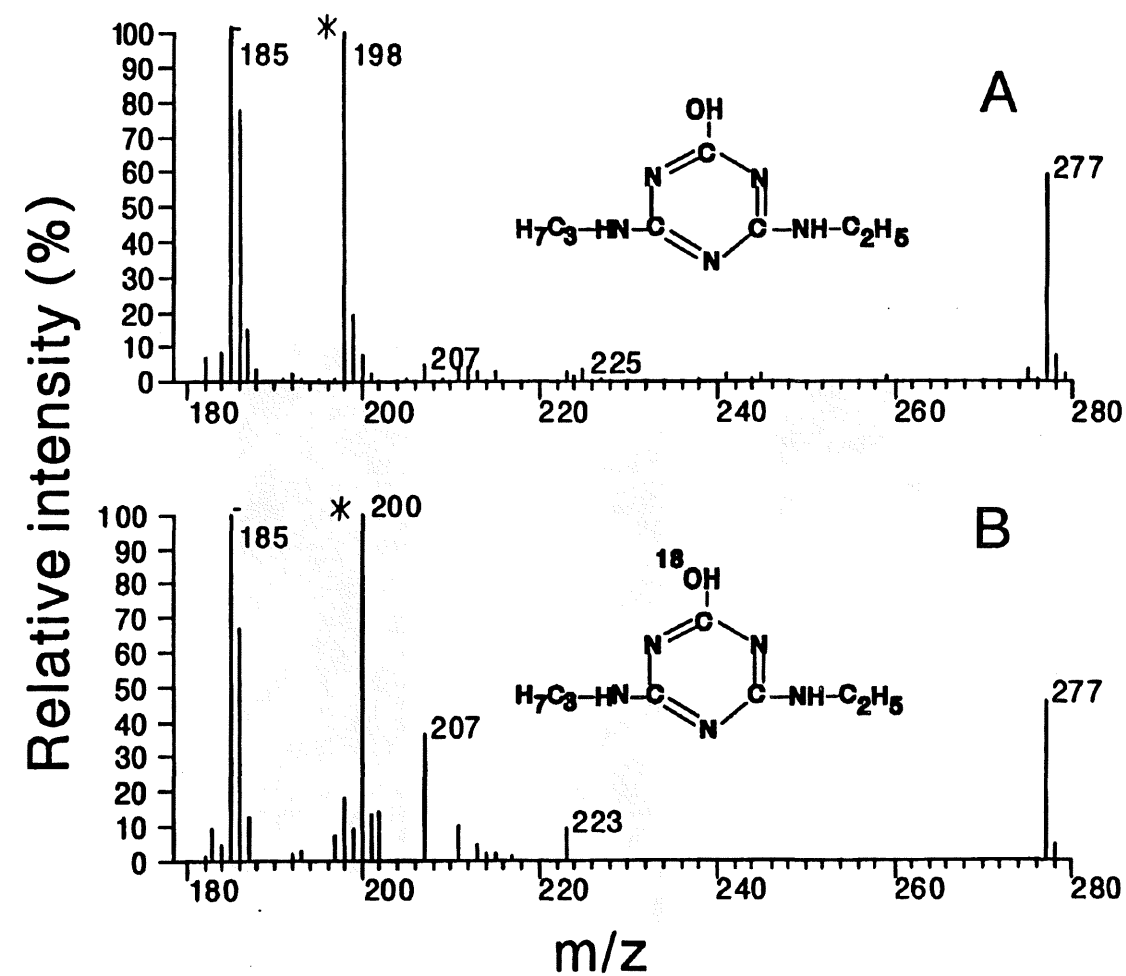 Relative intensity (%)
A
100
90
80
70
60
50
40
30
20
10
0
185
* 198
207
225
277
OH
C
N N
H7C3-HN-C C-NH-C2H5
N
180 200 220 240 260 280
B
100
90
80
70
60
50
40
30
20
10
0
185
* 200
207
223
277
18OH
C
N N
H7C3-HN-C C-NH-C2H5
N
180 200 220 240 260 280
m/z